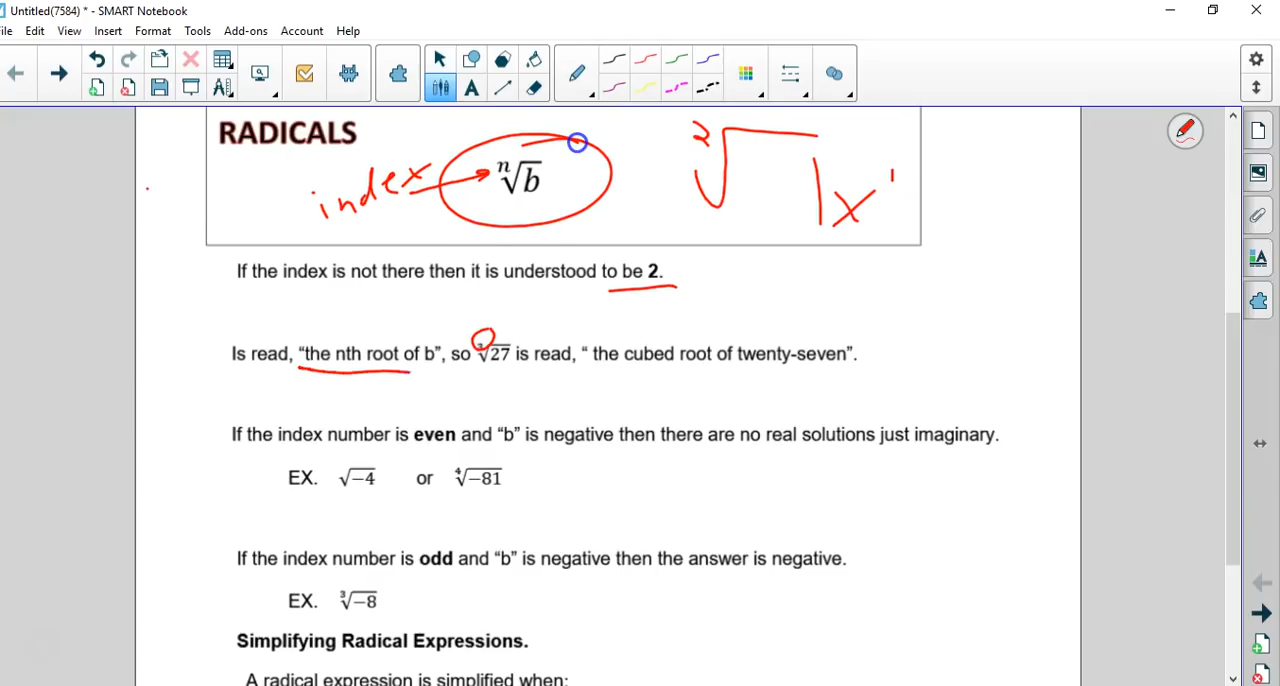 Untitled(7584) * - SMART Notebook
ile Edit View Insert Format Tools Add-ons Account Help
RADICALS
index
ⁿ√b
2√
1x'
If the index is not there then it is understood to be 2.
Is read, “the nth root of b”, so ³√27 is read, “ the cubed root of twenty-seven”.
If the index number is even and “b” is negative then there are no real solutions just imaginary.
EX. √−4 or ⁴√−81
If the index number is odd and “b” is negative then the answer is negative.
EX. ³√−8
Simplifying Radical Expressions.
A radical expression is simplified when: